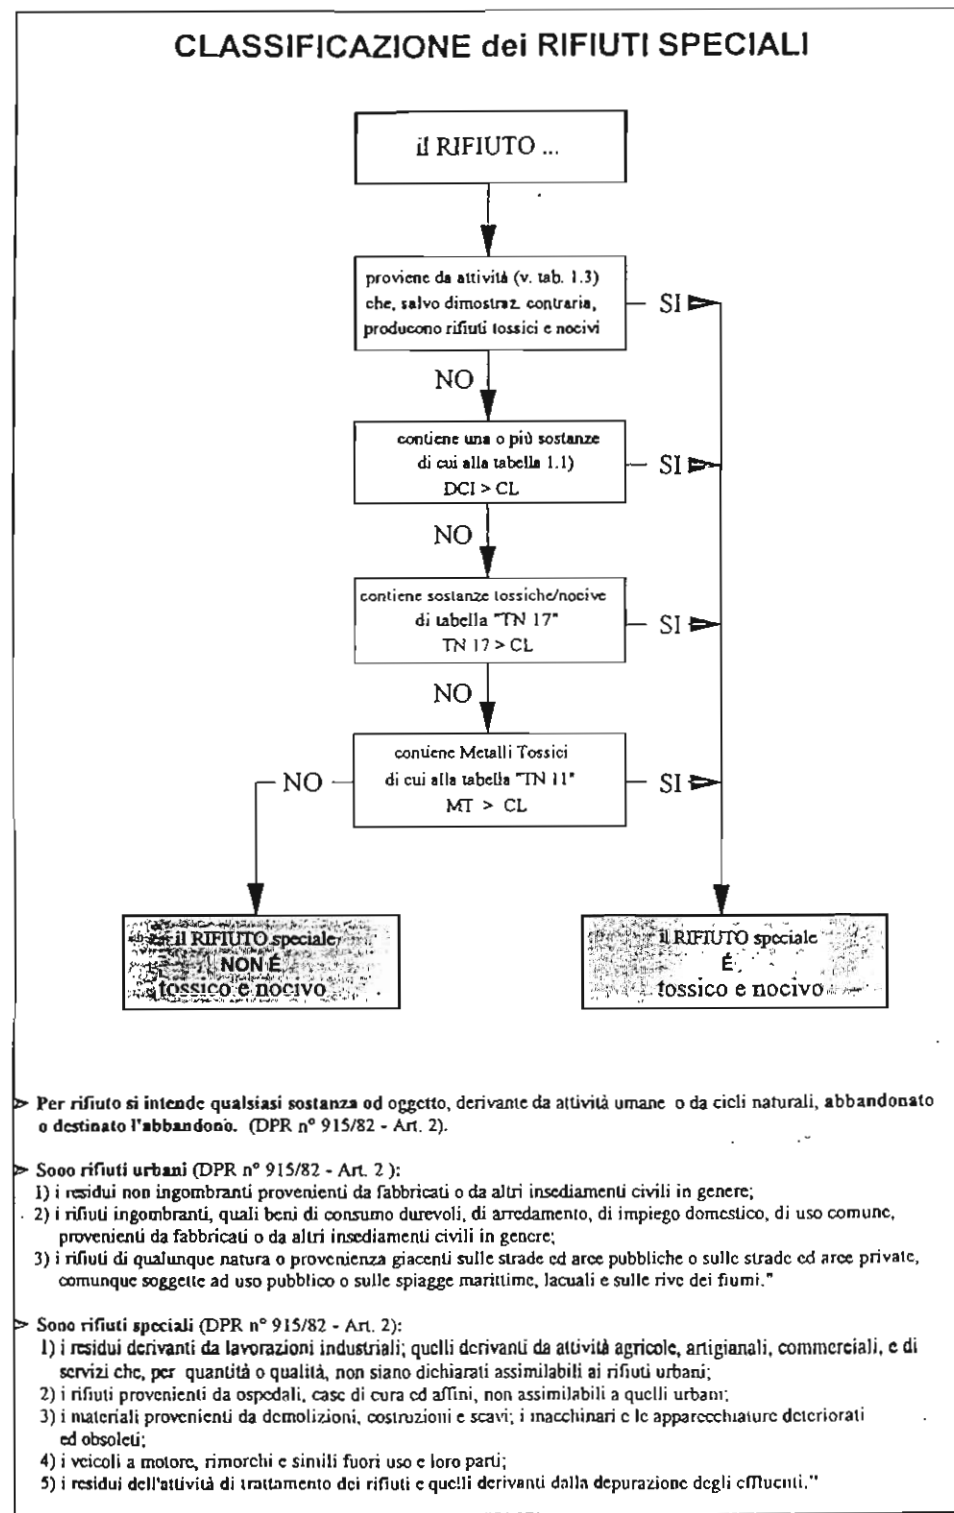 CLASSIFICAZIONE dei RIFIUTI SPECIALI
il RIFIUTO ...
proviene da attività (v. tab. 1.3)
che, salvo dimostraz. contraria,
producono rifiuti tossici e nocivi
SI
NO
contiene una o più sostanze
di cui alla tabella 1.1)
DCI > CL
SI
NO
contiene sostanze tossiche/nocive
di tabella "TN 17"
TN 17 > CL
SI
NO
contiene Metalli Tossici
di cui alla tabella "TN 11"
MT > CL
NO
SI
il RIFIUTO speciale
NON É
tossico e nocivo
il RIFIUTO speciale
É
tossico e nocivo
Per rifiuto si intende qualsiasi sostanza od oggetto, derivante da attività umane o da cicli naturali, abbandonato
o destinato l'abbandono. (DPR n° 915/82 - Art. 2).
Sono rifiuti urbani (DPR n° 915/82 - Art. 2 ):
1) i residui non ingombranti provenienti da fabbricati o da altri insediamenti civili in genere;
2) i rifiuti ingombranti, quali beni di consumo durevoli, di arredamento, di impiego domestico, di uso comune,
provenienti da fabbricati o da altri insediamenti civili in genere;
3) i rifiuti di qualunque natura o provenienza giacenti sulle strade ed aree pubbliche o sulle strade ed aree private,
comunque soggette ad uso pubblico o sulle spiagge marittime, lacuali e sulle rive dei fiumi."
Sono rifiuti speciali (DPR n° 915/82 - Art. 2):
1) i residui derivanti da lavorazioni industriali; quelli derivanti da attività agricole, artigianali, commerciali, e di
servizi che, per quantità o qualità, non siano dichiarati assimilabili ai rifiuti urbani;
2) i rifiuti provenienti da ospedali, case di cura ed affini, non assimilabili a quelli urbani;
3) i materiali provenienti da demolizioni, costruzioni e scavi; i macchinari e le apparecchiature deteriorati
ed obsoleti;
4) i veicoli a motore, rimorchi e simili fuori uso e loro parti;
5) i residui dell'attività di trattamento dei rifiuti e quelli derivanti dalla depurazione degli effluenti."